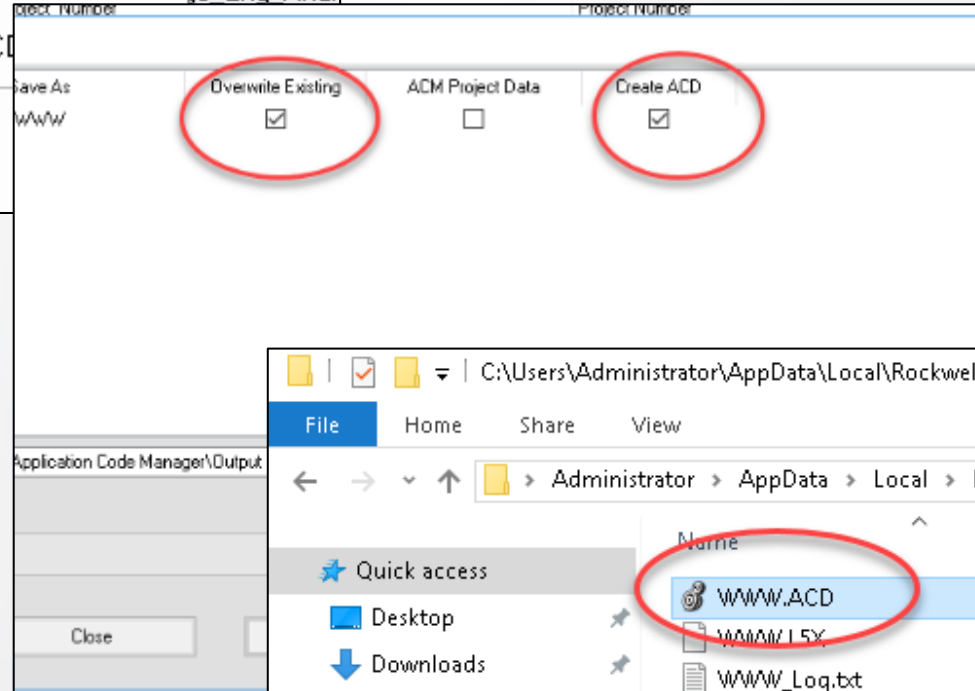 Project Number
Save As Overwrite Existing ACM Project Data Create ACD
WWW
C:\Users\Administrator\AppData\Local\Rockwel
File Home Share View
Application Code Manager\Output
Administrator > AppData > Local >
Name
Quick access
WWW.ACD
Desktop
Close
WWW.L5X
Downloads
WWW_Log.txt